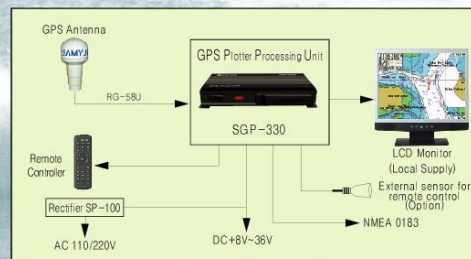 GPS Antenna
SAMYUNG
GPS Plotter Processing Unit
RG-58U
SGP-330
Remote
Controller
LCD Monitor
(Local Supply)
External sensor for
remote control
(Option)
Rectifier SP-100
NMEA 0183
AC 110/220V
DC+8V~36V